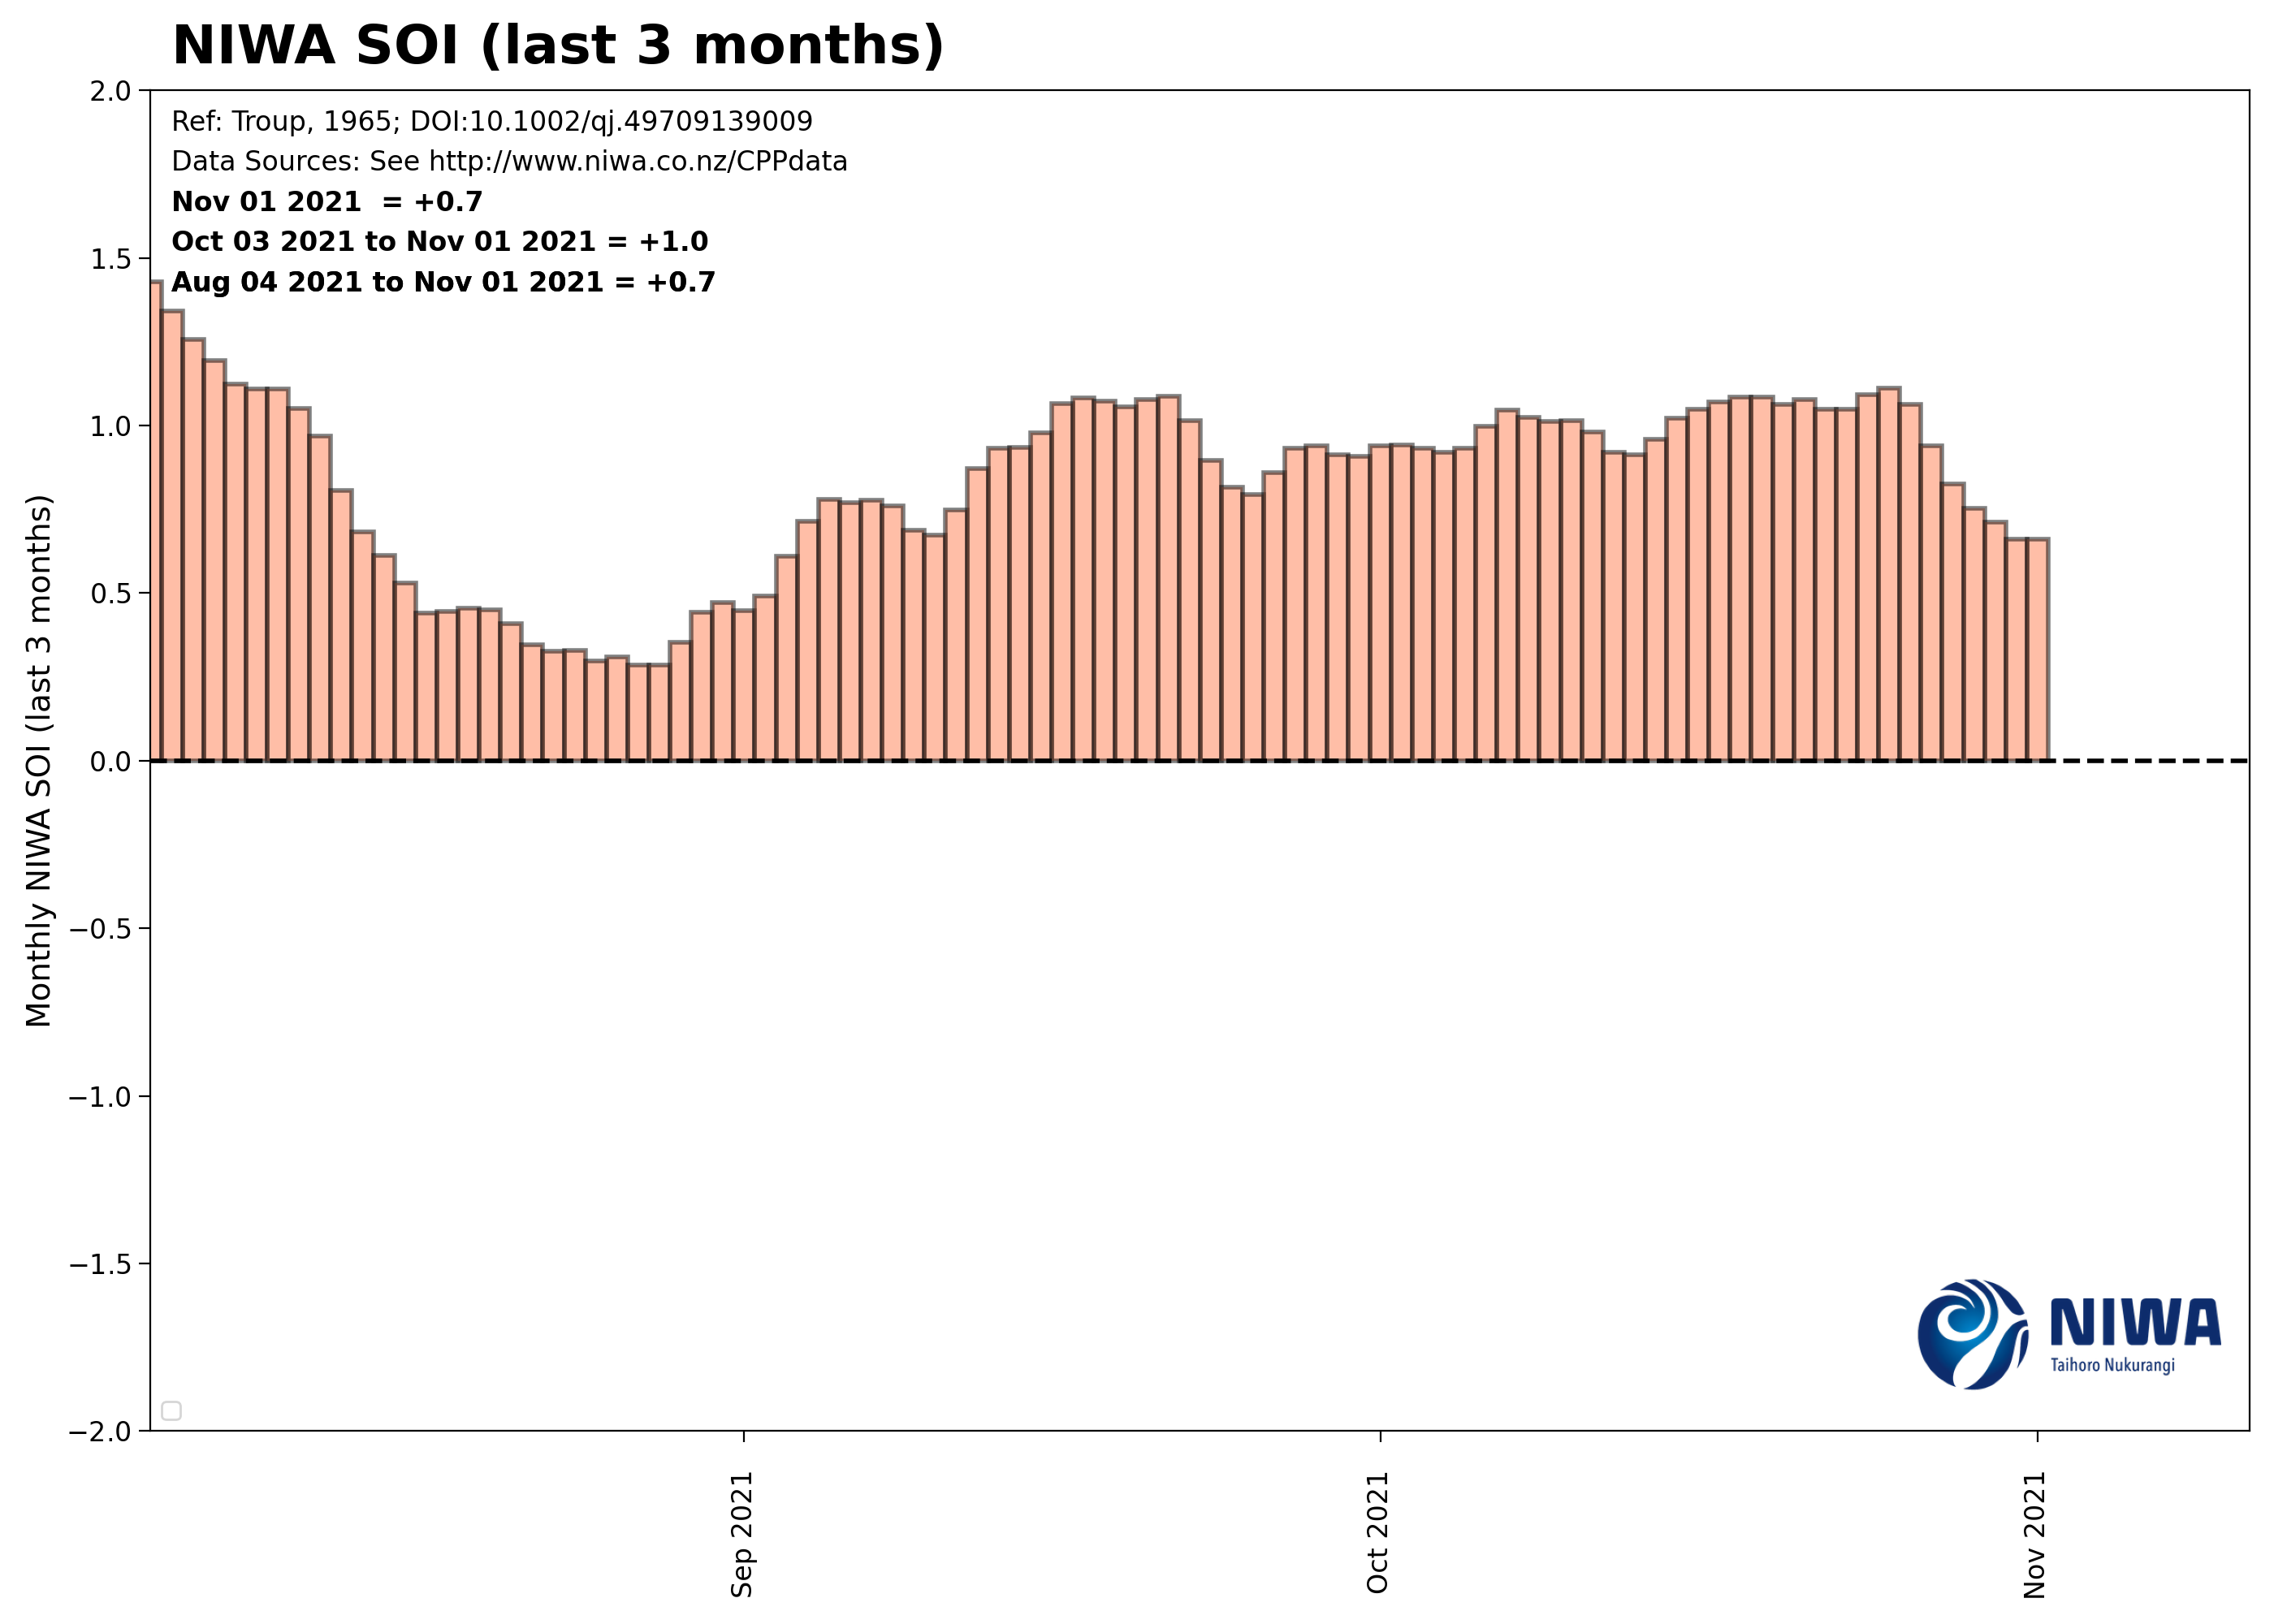 NIWA SOI (last 3 months)
Ref: Troup, 1965; DOI:10.1002/qj.49709139009
Data Sources: See http://www.niwa.co.nz/CPPdata
Nov 01 2021  = +0.7
Oct 03 2021 to Nov 01 2021 = +1.0
Aug 04 2021 to Nov 01 2021 = +0.7
Monthly NIWA SOI (last 3 months)
2.0
1.5
1.0
0.5
0.0
−0.5
−1.0
−1.5
−2.0
Sep 2021
Oct 2021
Nov 2021
NIWA
Taihoro Nukurangi